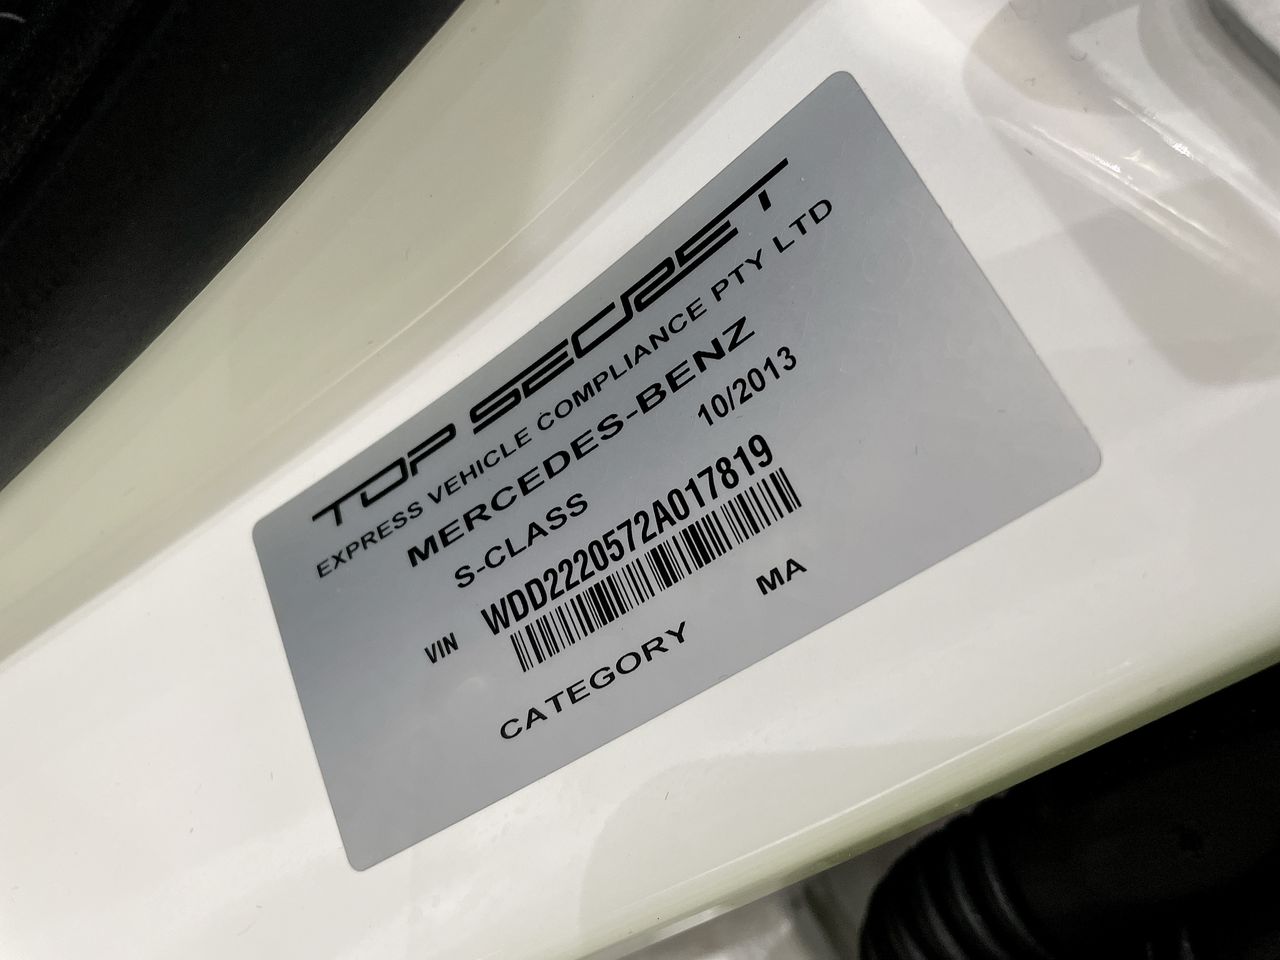 TOP SECRET
EXPRESS VEHICLE COMPLIANCE PTY LTD
MERCEDES-BENZ
S-CLASS 10/2013
VIN WDD2220572A017819
CATEGORY MA